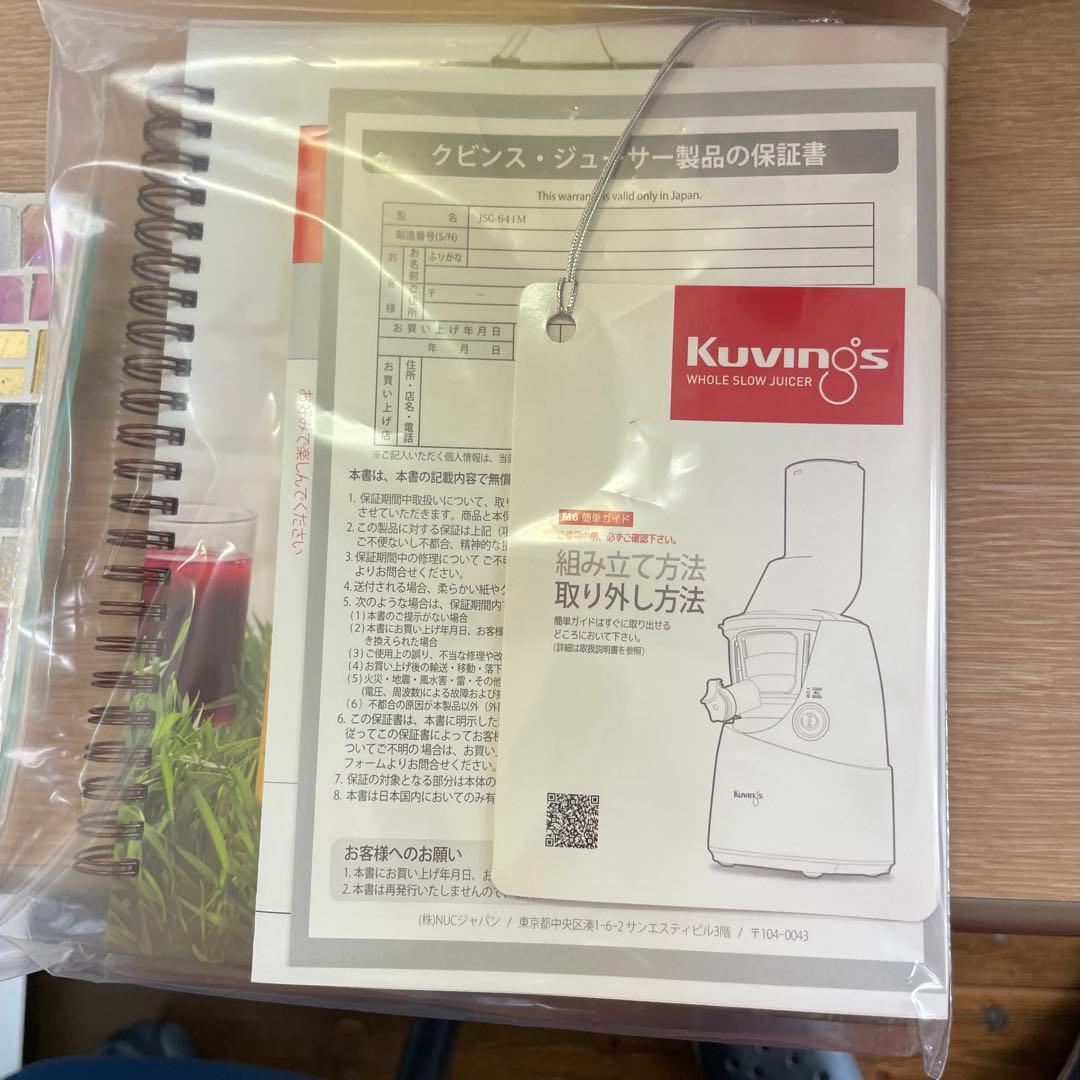 クビンス・ジューサー製品の保証書
This warranty is valid only in Japan.
型 名 JSG-641M
製造番号(S/N)
お 様
お名前
ふりがな
ご住所
〒 －
お買い上げ年月日
年 月 日
お買い上げ店
住所・店名・電話
※ご記入いただく個人情報は、当
本書は、本書の記載内容で無償
1. 保証期間中取扱いについて、取り
させていただきます。商品と本保
2. この製品に対する保証は上記
ご不便ないし不都合、精神的な
3. 保証期間中の修理について ご不
よりお問合せください。
4. 送付される場合、柔らかい紙や
5. 次のような場合は、保証期間内
(1)本書のご提示がない場合
(2)本書にお買い上げ年月日、お客様
き換えられた場合
(3)ご使用上の誤り、不当な修理や改
(4)お買い上げ後の輸送・移動・落下
(5)火災・地震・風水害・雷・その他
(電圧、周波数)による故障および
(6) 不都合の原因が本製品以外
6. この保証書は、本書に明示した
従ってこの保証書によってお客様
ついてご不明の 場合は、お買い
フォームよりお問合せください。
7. 保証の対象となる部分は本体の
8. 本書は日本国内においてのみ有
お客様へのお願い
1. 本書にお買い上げ年月日、お
2. 本書は再発行いたしませんので、
(株)NUCジャパン / 東京都中央区湊1-6-2 サンエスティビル3階 / 〒104-0043
お好みで楽しんでください
Kuvings
WHOLE SLOW JUICER
M6 簡単ガイド
ご使用の前、必ずご確認下さい。
組み立て方法
取り外し方法
簡単ガイドはすぐに取り出せる
どころにおいて下さい。
(詳細は取扱説明書を参照)
Kuvings